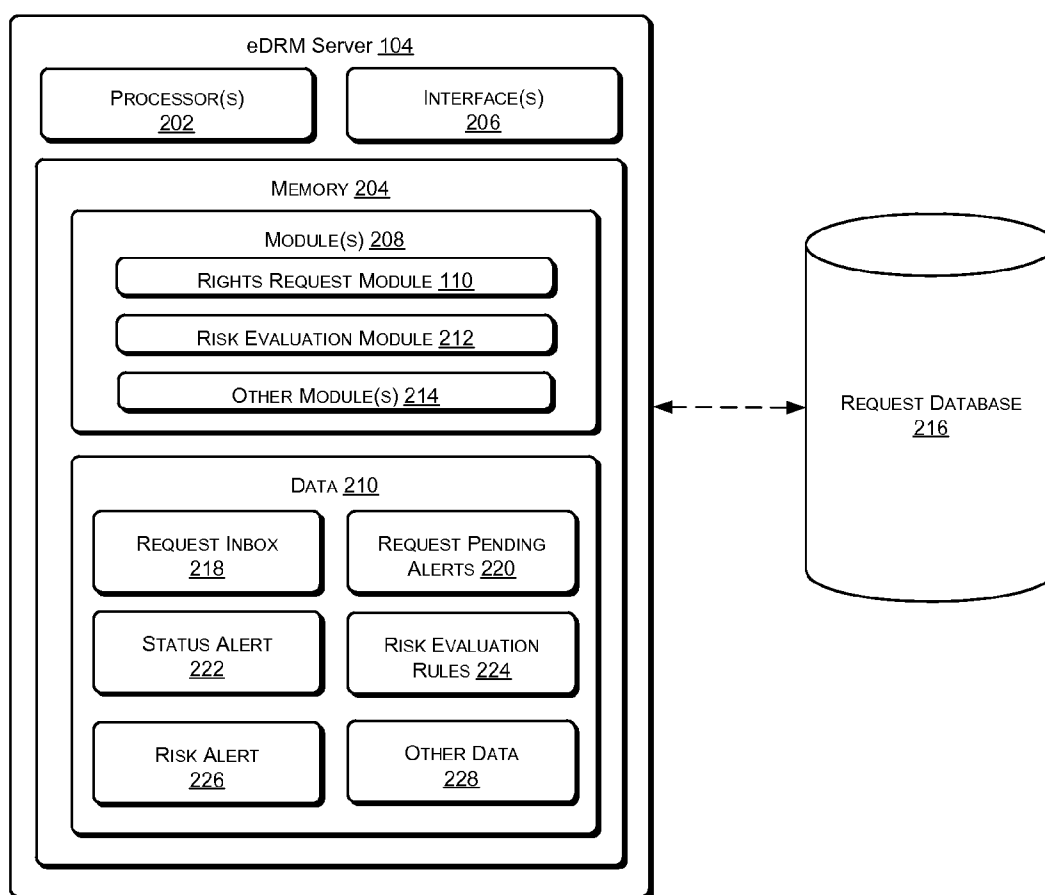 eDRM Server 104
PROCESSOR(S)
202
INTERFACE(S)
206
MEMORY 204
MODULE(S) 208
RIGHTS REQUEST MODULE 110
RISK EVALUATION MODULE 212
OTHER MODULE(S) 214
DATA 210
REQUEST INBOX
218
REQUEST PENDING
ALERTS 220
STATUS ALERT
222
RISK EVALUATION
RULES 224
RISK ALERT
226
OTHER DATA
228
REQUEST DATABASE
216